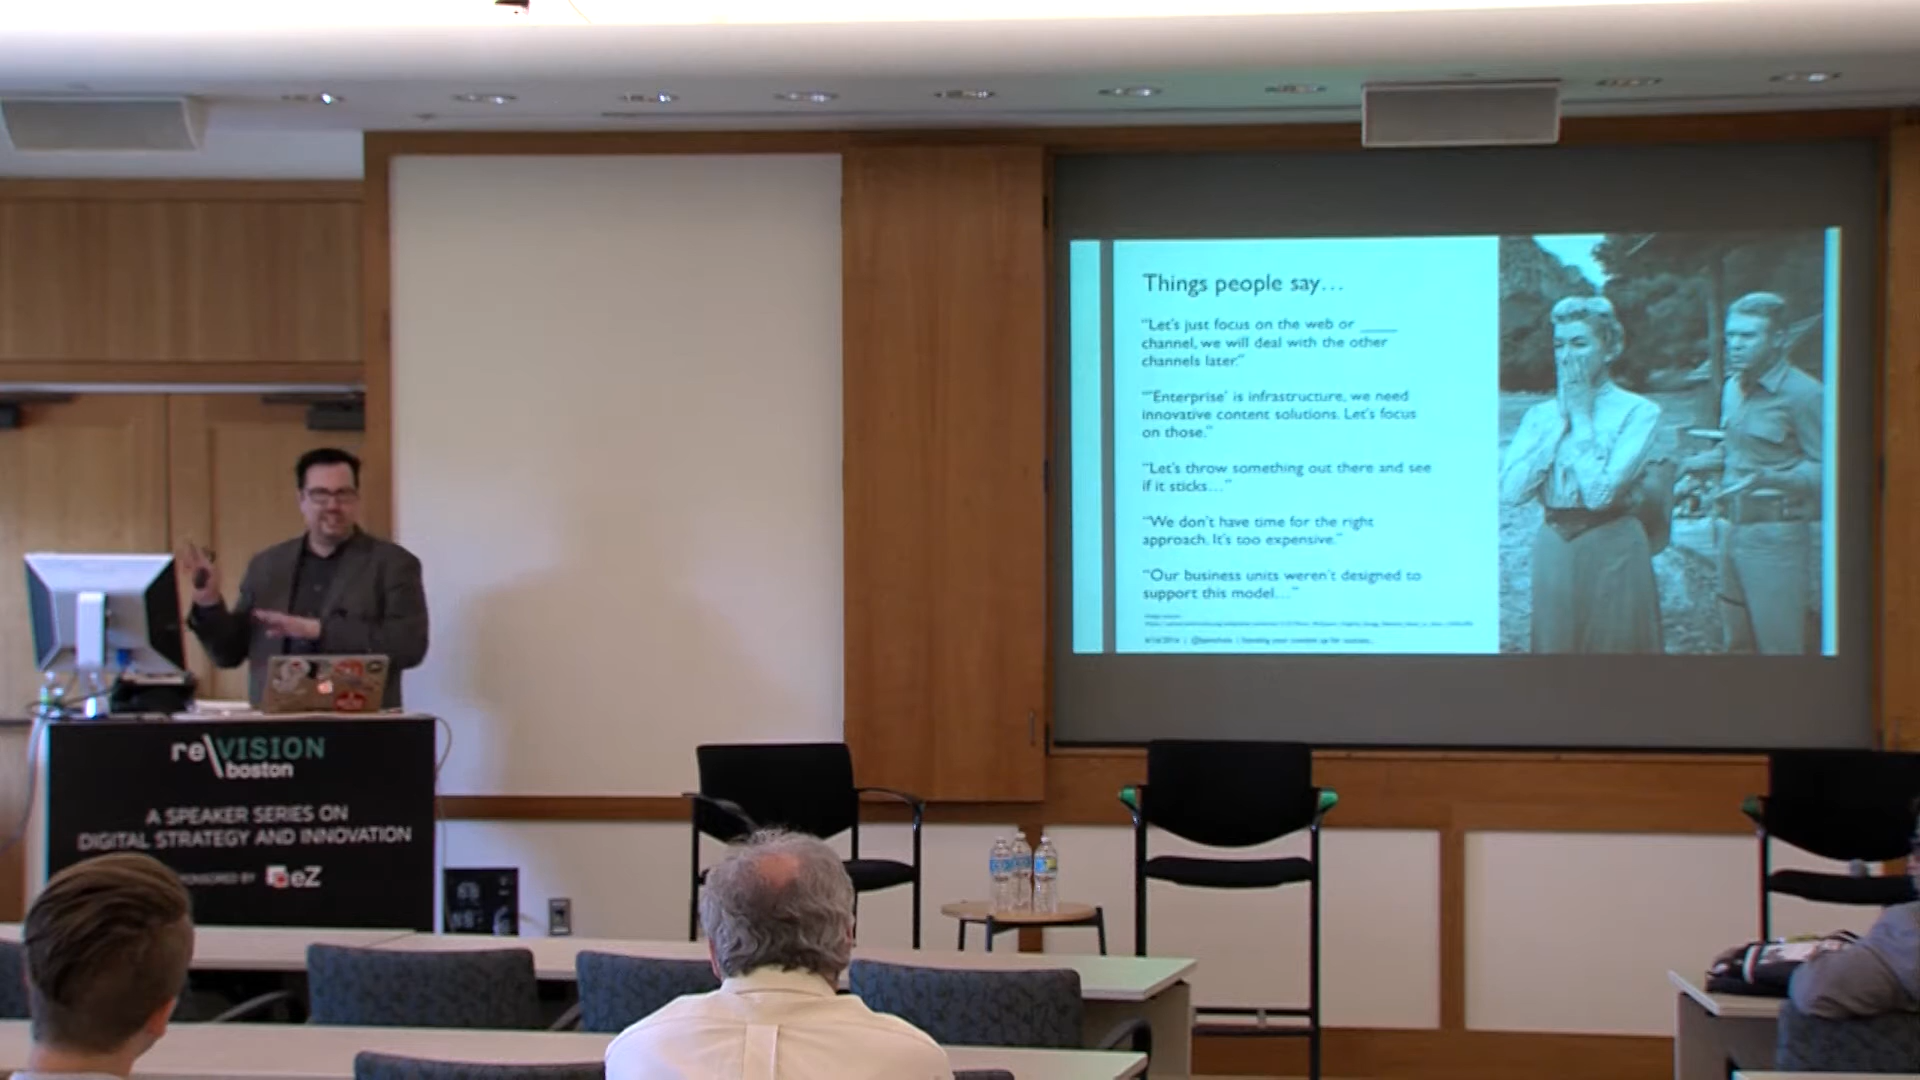 Things people say…
"Let's just focus on the web or _____
channel, we will deal with the other
channels later."
"'Enterprise' is infrastructure, we need
innovative content solutions. Let's focus
on those."
"Let's throw something out there and see
if it sticks…"
"We don't have time for the right
approach. It's too expensive."
"Our business units weren't designed to
support this model…"
re\VISION
boston
A SPEAKER SERIES ON
DIGITAL STRATEGY AND INNOVATION
BY eZ